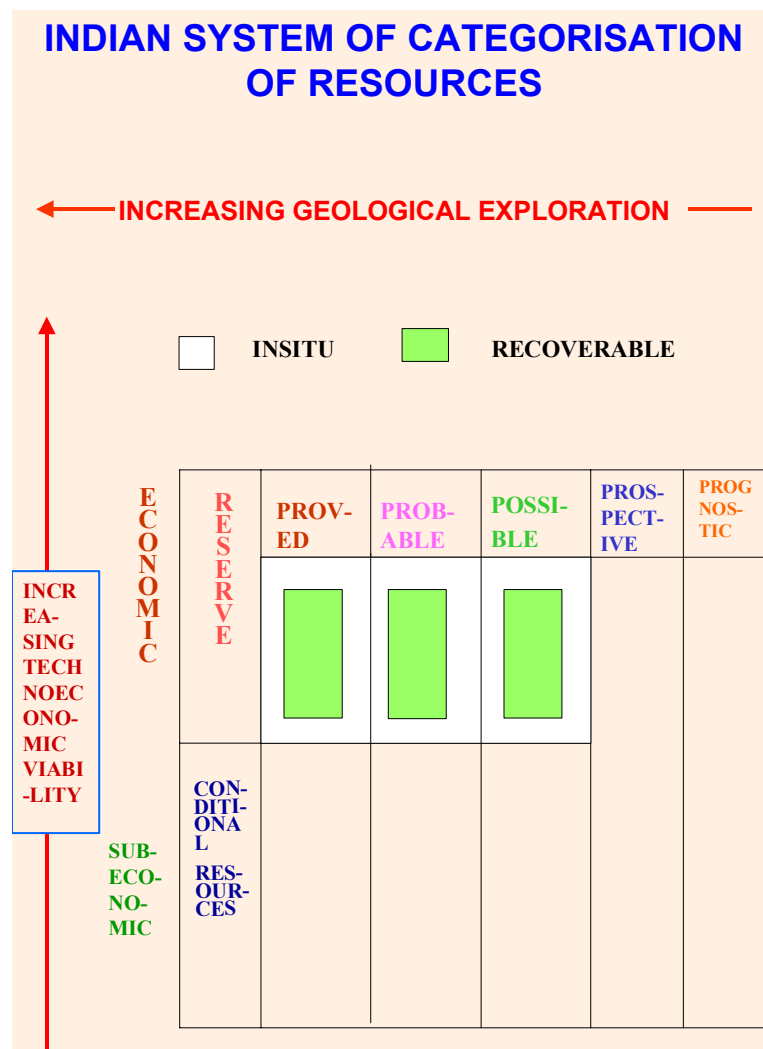 INDIAN SYSTEM OF CATEGORISATION
OF RESOURCES
INCREASING GEOLOGICAL EXPLORATION
INSITU
RECOVERABLE
ECONOMIC
RESERVE
PROV-
ED
PROB-
ABLE
POSSI-
BLE
PROS-
PECT-
IVE
PROG
NOS-
TIC
INCR
EA-
SING
TECH
NOEC
ONO-
MIC
VIABI
-LITY
SUB-
ECO-
NO-
MIC
CON-
DITI-
ONA
L
RES-
OUR-
CES